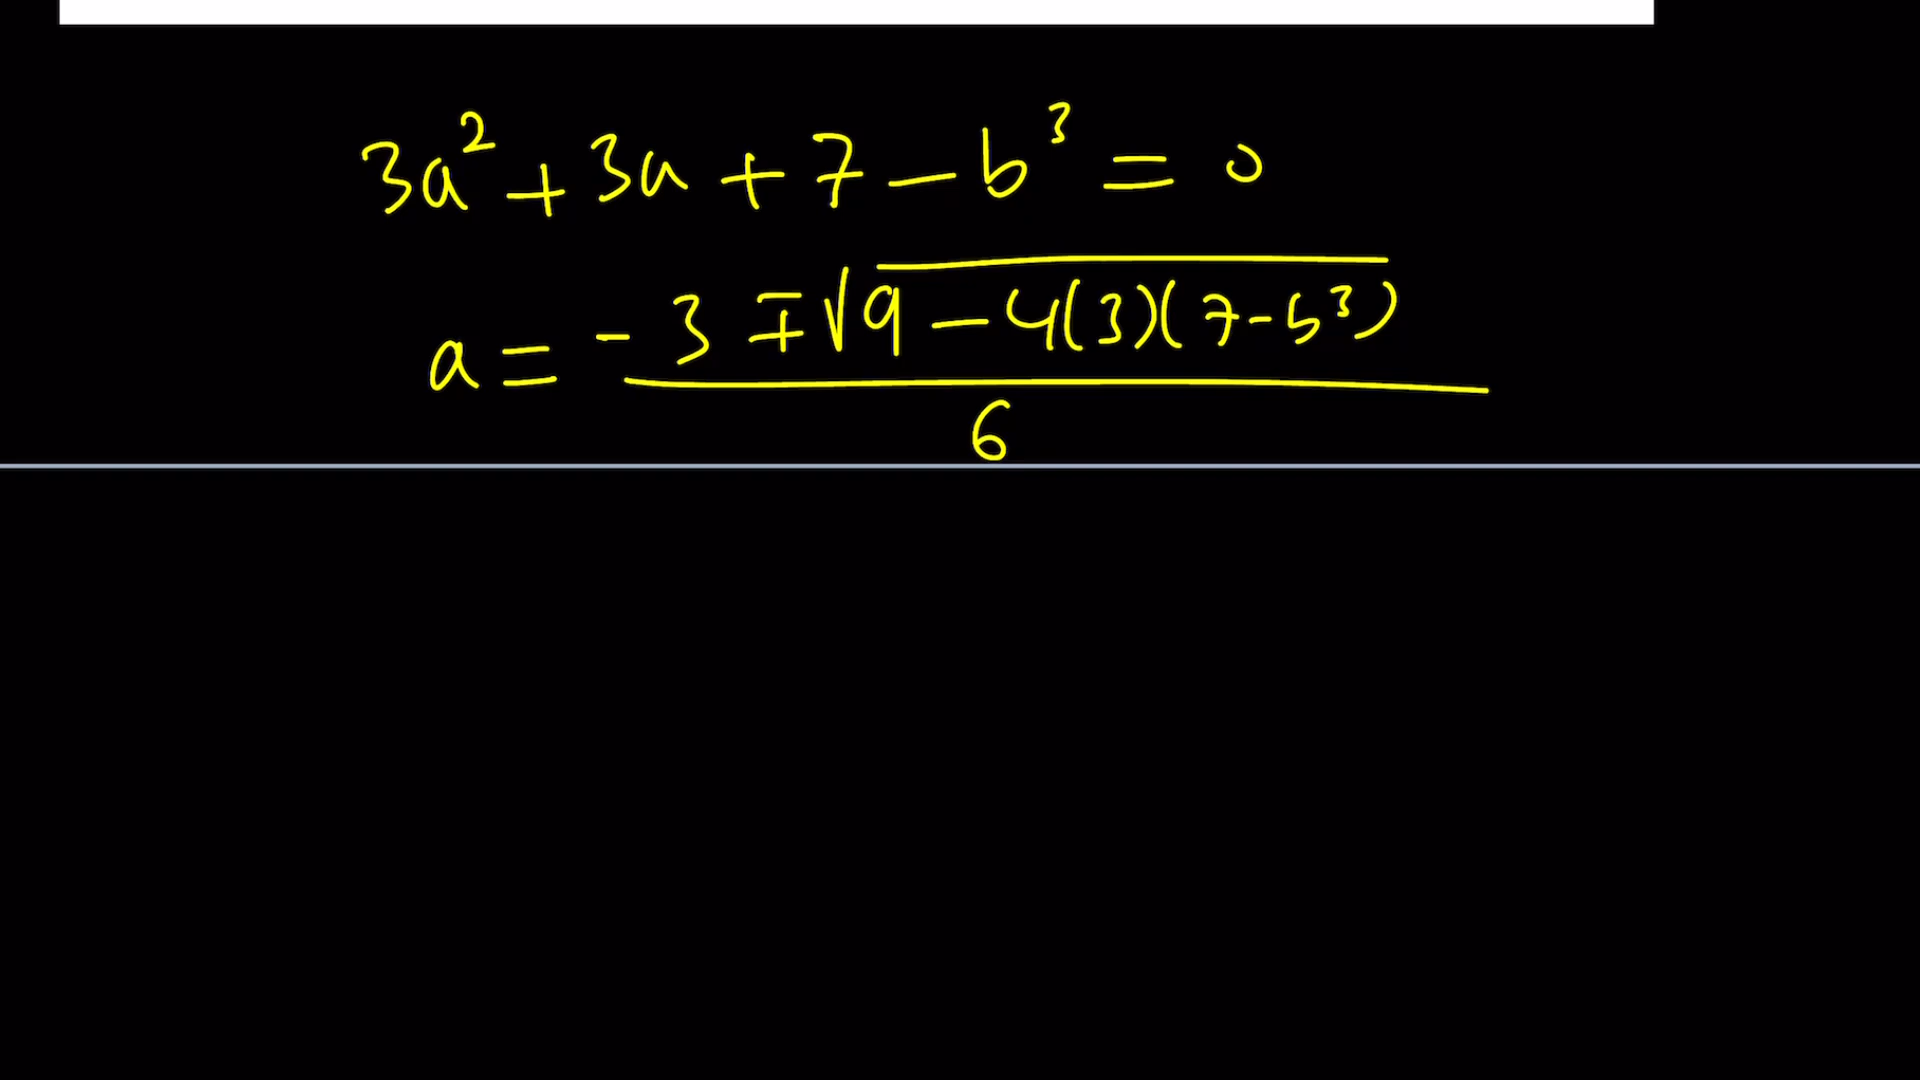 3a² + 3a + 7 − b³ = 0
a = (−3 ∓ √(9 − 4(3)(7 − b³))) / 6